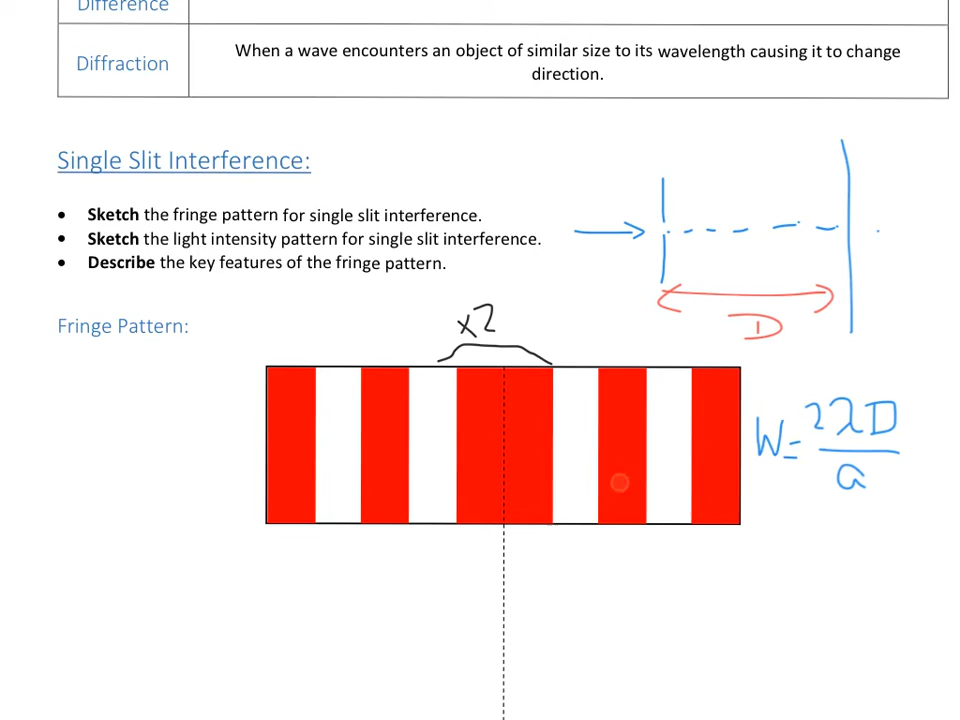 Difference
Diffraction
When a wave encounters an object of similar size to its wavelength causing it to change
direction.
Single Slit Interference:
• Sketch the fringe pattern for single slit interference.
• Sketch the light intensity pattern for single slit interference.
• Describe the key features of the fringe pattern.
D
Fringe Pattern:
x2
W = 2λD
a